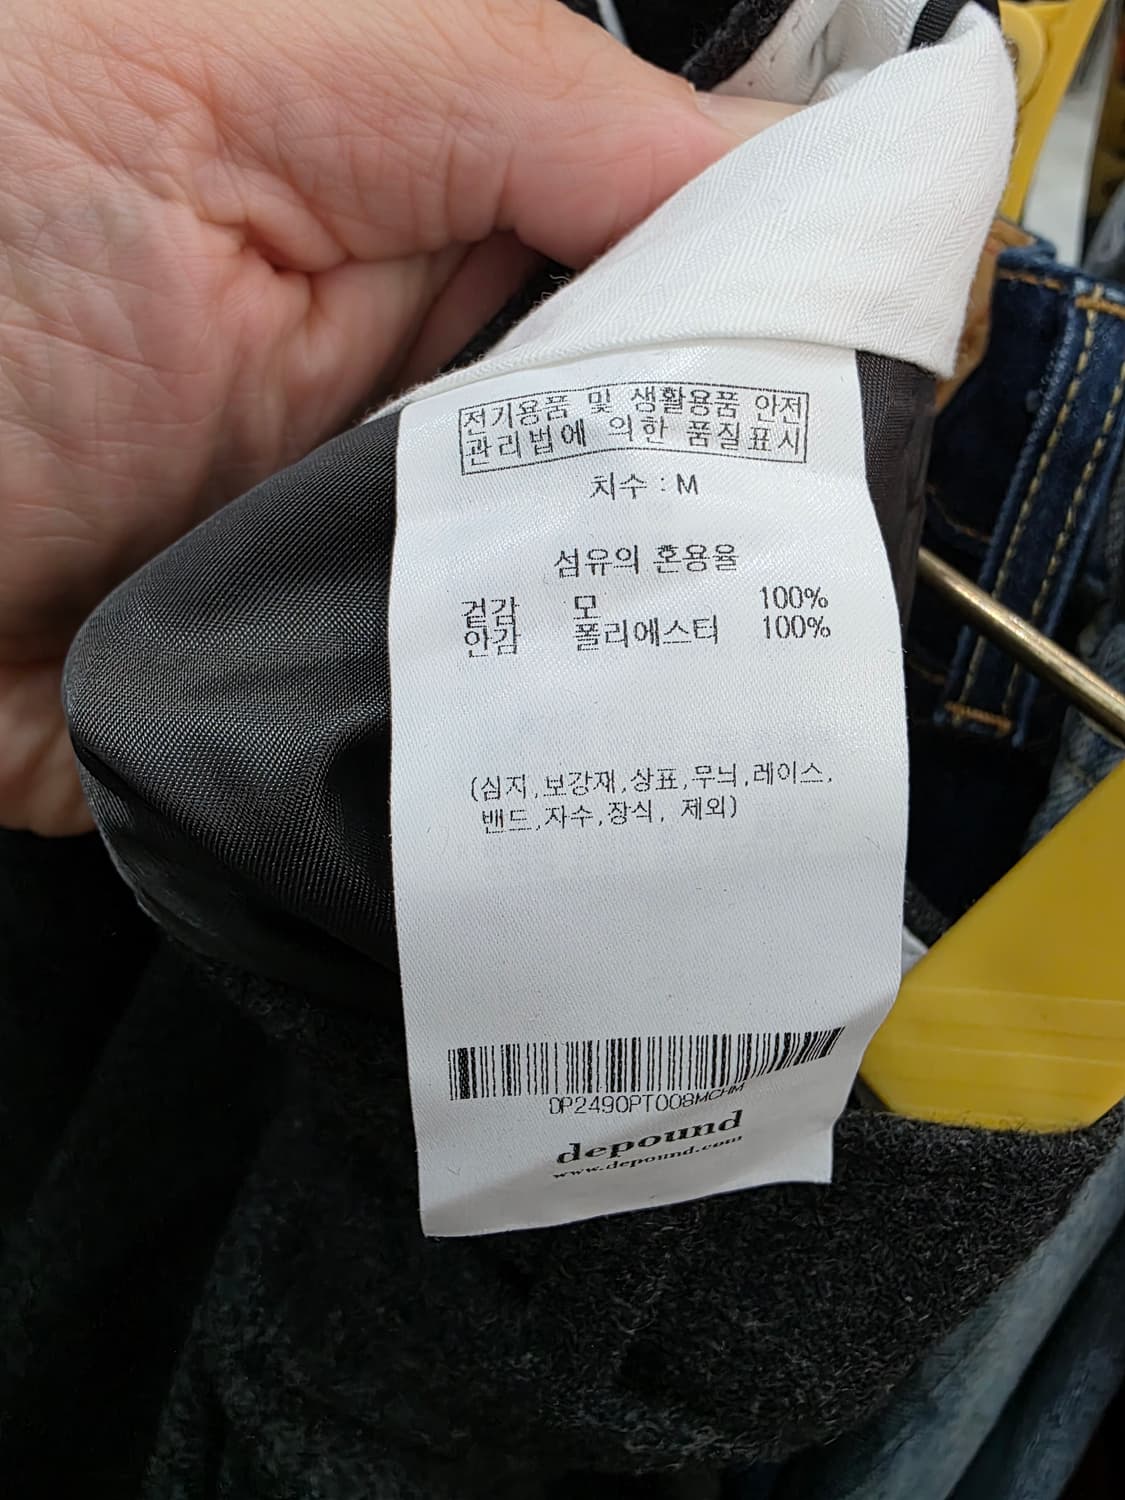 전기용품 및 생활용품 안전
관리법에 의한 품질표시
치수 : M
섬유의 혼용율
겉감 모 100%
안감 폴리에스터 100%
(심지,보강재,상표,무늬,레이스,
밴드,자수,장식, 제외)
DP2490PT008MCHM
depound
www.depound.com